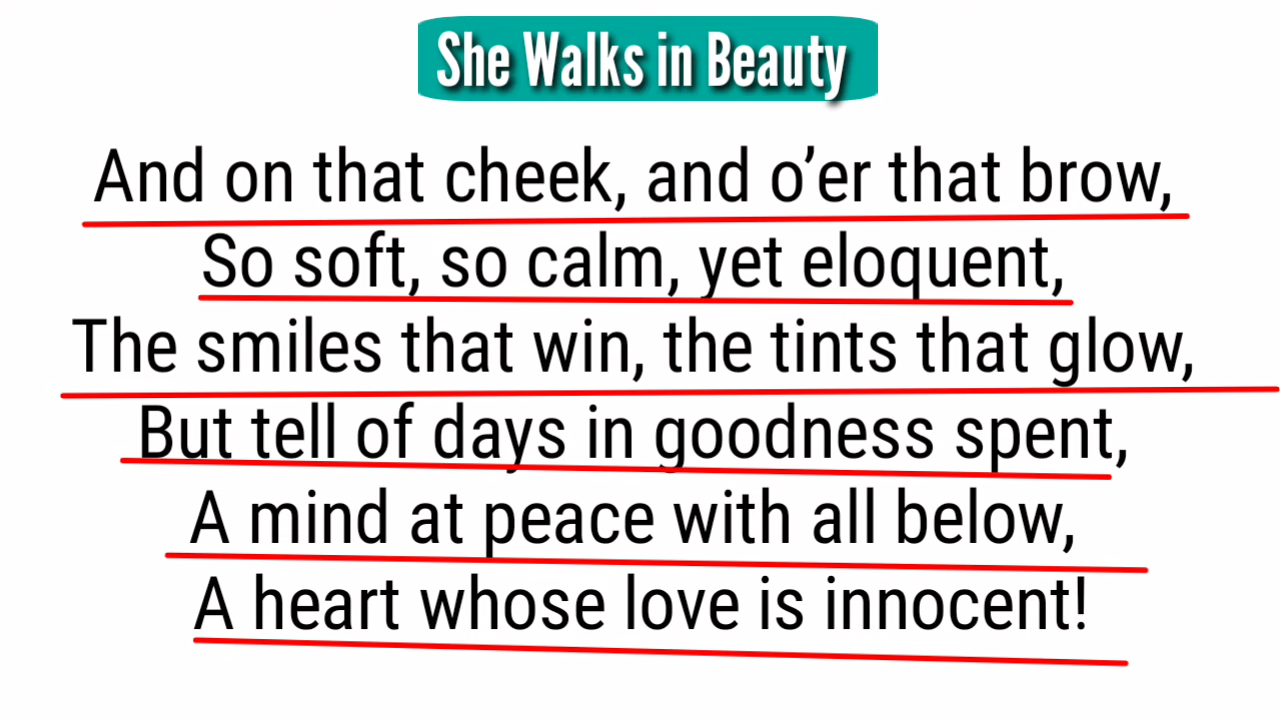 She Walks in Beauty
And on that cheek, and o’er that brow,
So soft, so calm, yet eloquent,
The smiles that win, the tints that glow,
But tell of days in goodness spent,
A mind at peace with all below,
A heart whose love is innocent!